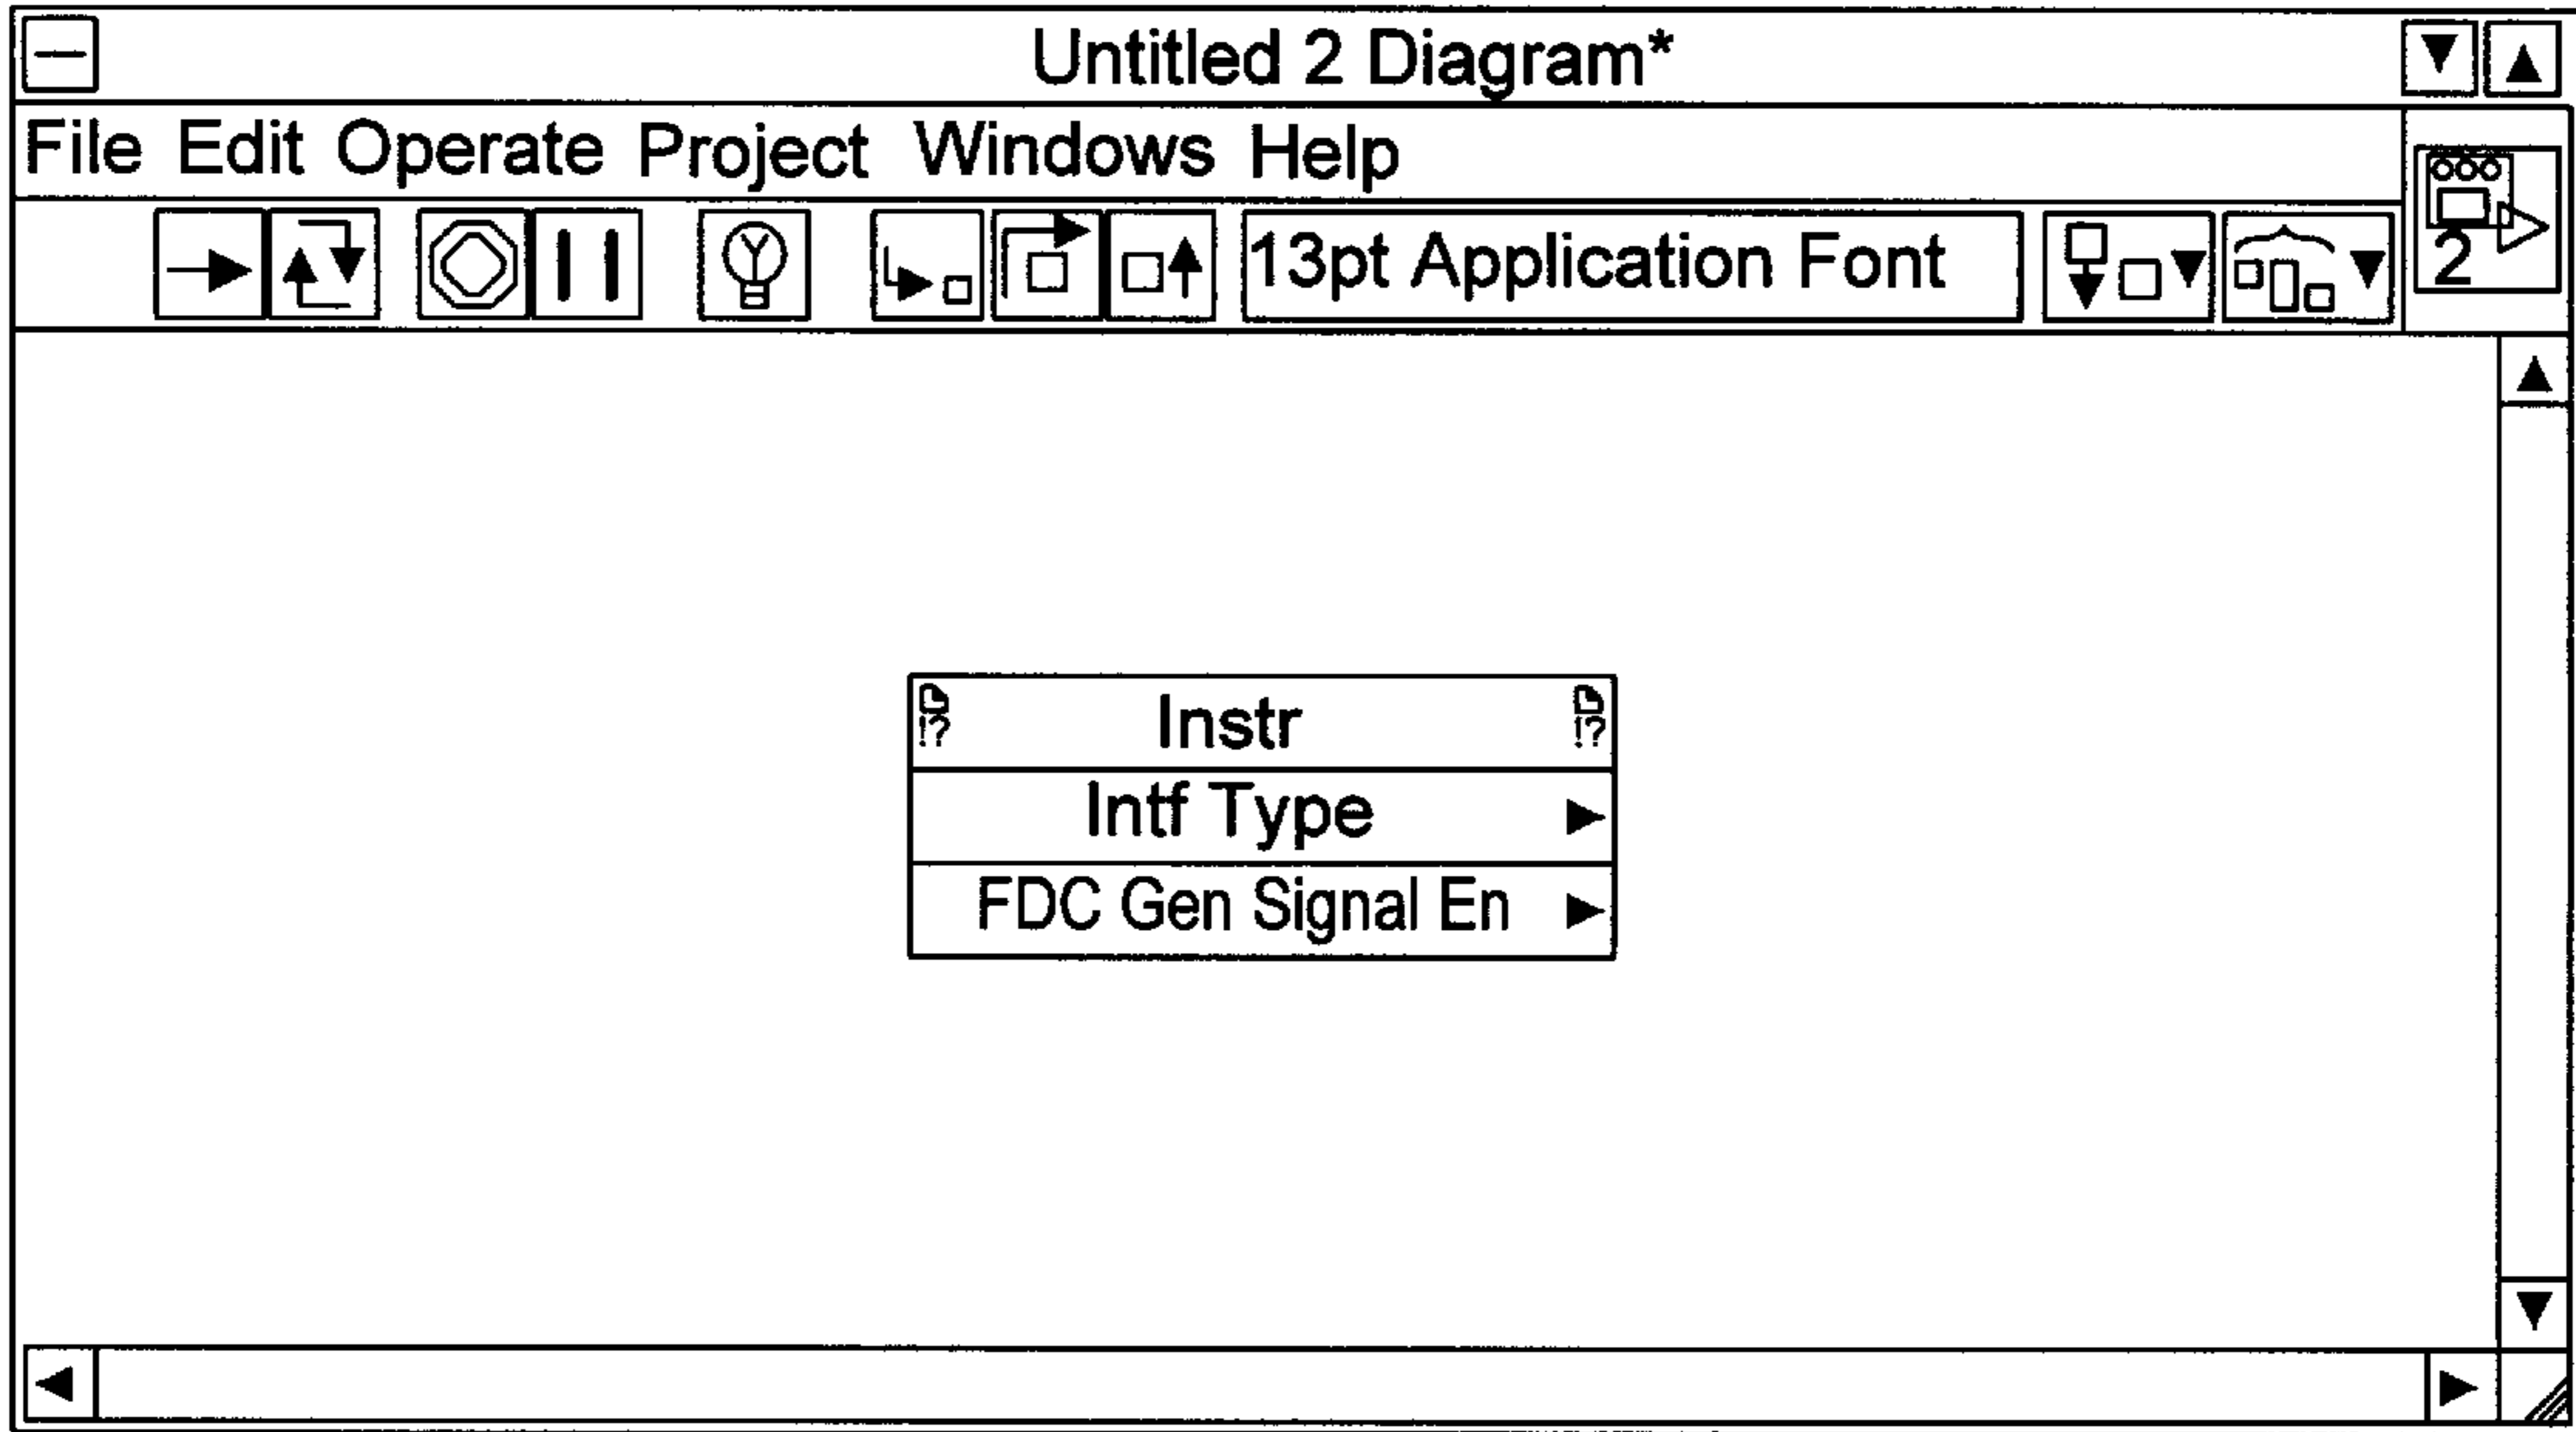 Untitled 2 Diagram*
File Edit Operate Project Windows Help
13pt Application Font
2
!? Instr !?
Intf Type
FDC Gen Signal En